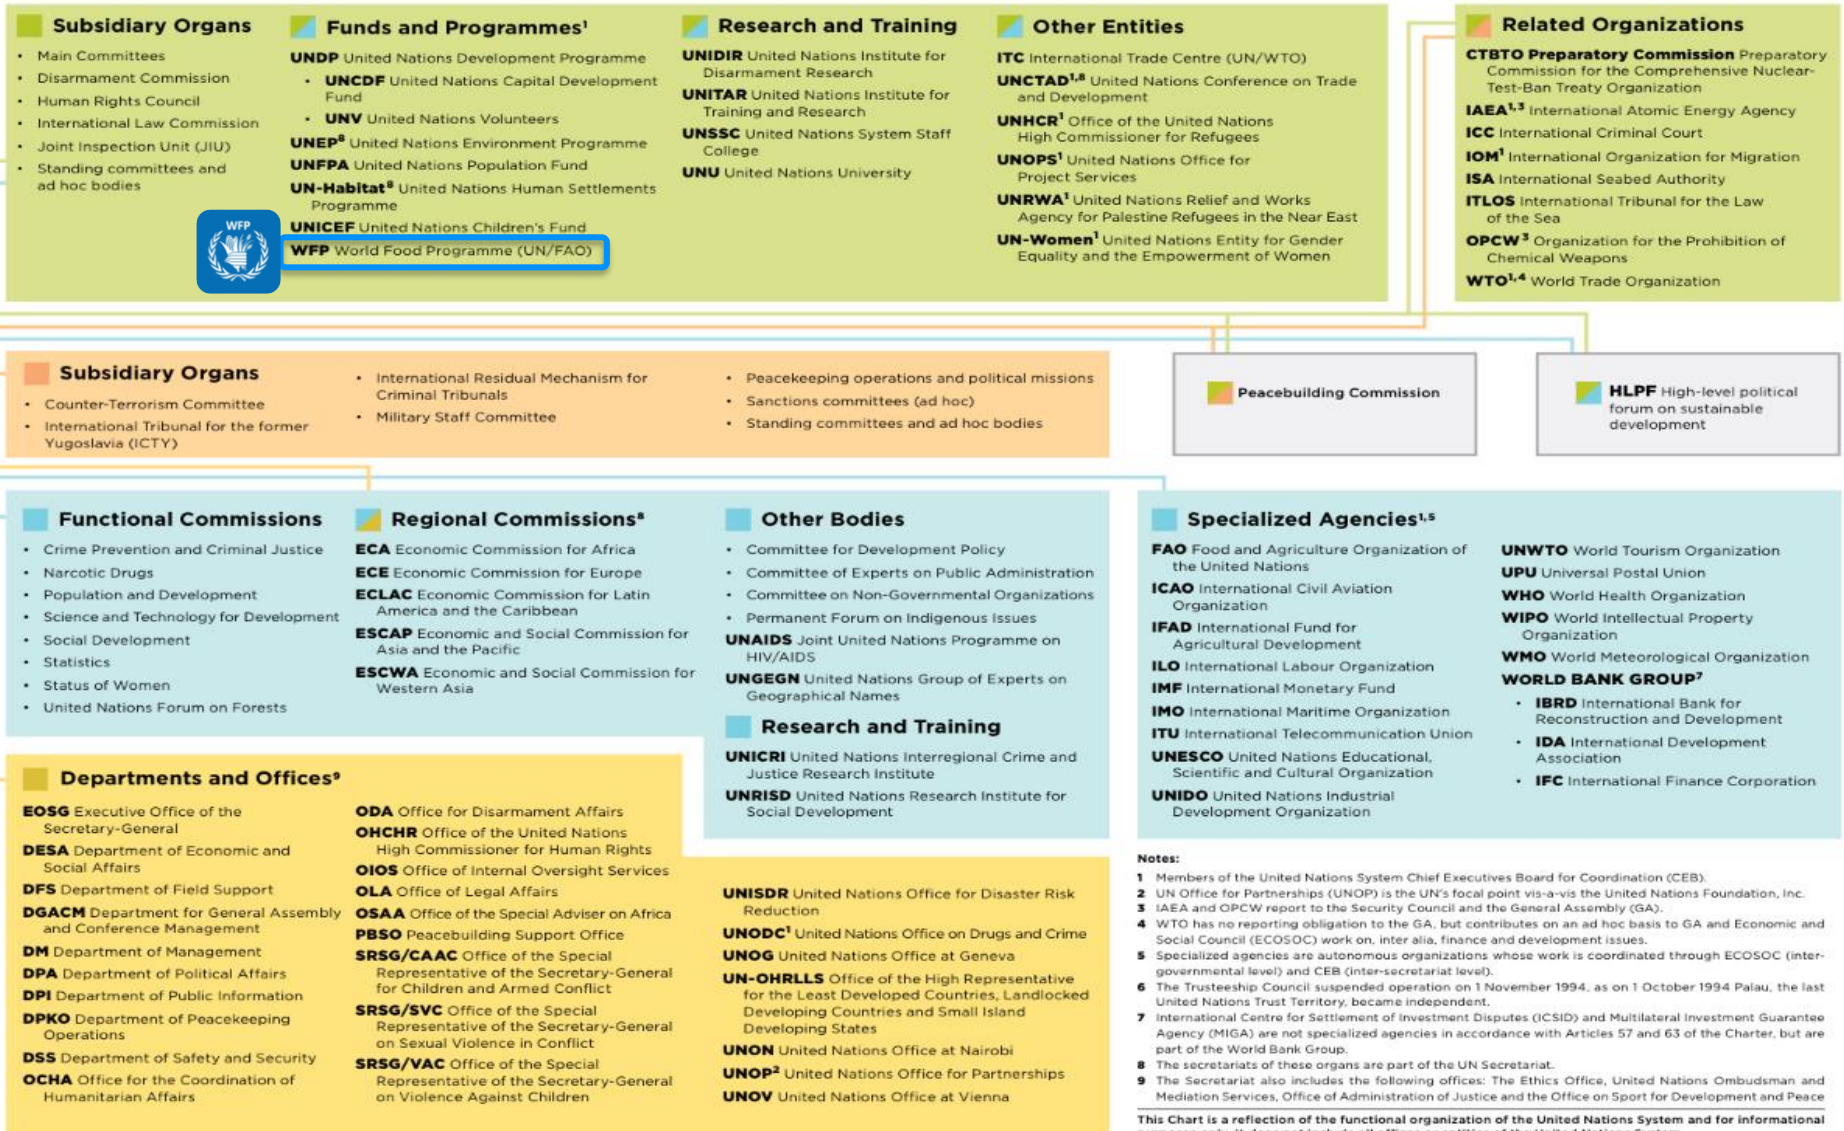 Subsidiary Organs
• Main Committees
• Disarmament Commission
• Human Rights Council
• International Law Commission
• Joint Inspection Unit (JIU)
• Standing committees and
ad hoc bodies
Funds and Programmes¹
UNDP United Nations Development Programme
• UNCDF United Nations Capital Development
Fund
• UNV United Nations Volunteers
UNEP⁸ United Nations Environment Programme
UNFPA United Nations Population Fund
UN-Habitat⁸ United Nations Human Settlements
Programme
UNICEF United Nations Children's Fund
WFP World Food Programme (UN/FAO)
WFP
Research and Training
UNIDIR United Nations Institute for
Disarmament Research
UNITAR United Nations Institute for
Training and Research
UNSSC United Nations System Staff
College
UNU United Nations University
Other Entities
ITC International Trade Centre (UN/WTO)
UNCTAD¹,⁸ United Nations Conference on Trade
and Development
UNHCR¹ Office of the United Nations
High Commissioner for Refugees
UNOPS¹ United Nations Office for
Project Services
UNRWA¹ United Nations Relief and Works
Agency for Palestine Refugees in the Near East
UN-Women¹ United Nations Entity for Gender
Equality and the Empowerment of Women
Related Organizations
CTBTO Preparatory Commission Preparatory
Commission for the Comprehensive Nuclear-
Test-Ban Treaty Organization
IAEA¹,³ International Atomic Energy Agency
ICC International Criminal Court
IOM¹ International Organization for Migration
ISA International Seabed Authority
ITLOS International Tribunal for the Law
of the Sea
OPCW³ Organization for the Prohibition of
Chemical Weapons
WTO¹,⁴ World Trade Organization
Subsidiary Organs
• Counter-Terrorism Committee
• International Tribunal for the former
Yugoslavia (ICTY)
• International Residual Mechanism for
Criminal Tribunals
• Military Staff Committee
• Peacekeeping operations and political missions
• Sanctions committees (ad hoc)
• Standing committees and ad hoc bodies
Peacebuilding Commission
HLPF High-level political
forum on sustainable
development
Functional Commissions
• Crime Prevention and Criminal Justice
• Narcotic Drugs
• Population and Development
• Science and Technology for Development
• Social Development
• Statistics
• Status of Women
• United Nations Forum on Forests
Regional Commissions⁸
ECA Economic Commission for Africa
ECE Economic Commission for Europe
ECLAC Economic Commission for Latin
America and the Caribbean
ESCAP Economic and Social Commission for
Asia and the Pacific
ESCWA Economic and Social Commission for
Western Asia
Other Bodies
• Committee for Development Policy
• Committee of Experts on Public Administration
• Committee on Non-Governmental Organizations
• Permanent Forum on Indigenous Issues
UNAIDS Joint United Nations Programme on
HIV/AIDS
UNGEGN United Nations Group of Experts on
Geographical Names
Research and Training
UNICRI United Nations Interregional Crime and
Justice Research Institute
UNRISD United Nations Research Institute for
Social Development
Specialized Agencies¹,⁵
FAO Food and Agriculture Organization of
the United Nations
ICAO International Civil Aviation
Organization
IFAD International Fund for
Agricultural Development
ILO International Labour Organization
IMF International Monetary Fund
IMO International Maritime Organization
ITU International Telecommunication Union
UNESCO United Nations Educational,
Scientific and Cultural Organization
UNIDO United Nations Industrial
Development Organization
UNWTO World Tourism Organization
UPU Universal Postal Union
WHO World Health Organization
WIPO World Intellectual Property
Organization
WMO World Meteorological Organization
WORLD BANK GROUP⁷
• IBRD International Bank for
Reconstruction and Development
• IDA International Development
Association
• IFC International Finance Corporation
Departments and Offices⁹
EOSG Executive Office of the
Secretary-General
DESA Department of Economic and
Social Affairs
DFS Department of Field Support
DGACM Department for General Assembly
and Conference Management
DM Department of Management
DPA Department of Political Affairs
DPI Department of Public Information
DPKO Department of Peacekeeping
Operations
DSS Department of Safety and Security
OCHA Office for the Coordination of
Humanitarian Affairs
ODA Office for Disarmament Affairs
OHCHR Office of the United Nations
High Commissioner for Human Rights
OIOS Office of Internal Oversight Services
OLA Office of Legal Affairs
OSAA Office of the Special Adviser on Africa
PBSO Peacebuilding Support Office
SRSG/CAAC Office of the Special
Representative of the Secretary-General
for Children and Armed Conflict
SRSG/SVC Office of the Special
Representative of the Secretary-General
on Sexual Violence in Conflict
SRSG/VAC Office of the Special
Representative of the Secretary-General
on Violence Against Children
UNISDR United Nations Office for Disaster Risk
Reduction
UNODC¹ United Nations Office on Drugs and Crime
UNOG United Nations Office at Geneva
UN-OHRLLS Office of the High Representative
for the Least Developed Countries, Landlocked
Developing Countries and Small Island
Developing States
UNON United Nations Office at Nairobi
UNOP² United Nations Office for Partnerships
UNOV United Nations Office at Vienna
Notes:
1 Members of the United Nations System Chief Executives Board for Coordination (CEB).
2 UN Office for Partnerships (UNOP) is the UN's focal point vis-a-vis the United Nations Foundation, Inc.
3 IAEA and OPCW report to the Security Council and the General Assembly (GA).
4 WTO has no reporting obligation to the GA, but contributes on an ad hoc basis to GA and Economic and
Social Council (ECOSOC) work on, inter alia, finance and development issues.
5 Specialized agencies are autonomous organizations whose work is coordinated through ECOSOC (inter-
governmental level) and CEB (inter-secretariat level).
6 The Trusteeship Council suspended operation on 1 November 1994, as on 1 October 1994 Palau, the last
United Nations Trust Territory, became independent.
7 International Centre for Settlement of Investment Disputes (ICSID) and Multilateral Investment Guarantee
Agency (MIGA) are not specialized agencies in accordance with Articles 57 and 63 of the Charter, but are
part of the World Bank Group.
8 The secretariats of these organs are part of the UN Secretariat.
9 The Secretariat also includes the following offices: The Ethics Office, United Nations Ombudsman and
Mediation Services, Office of Administration of Justice and the Office on Sport for Development and Peace
This Chart is a reflection of the functional organization of the United Nations System and for informational